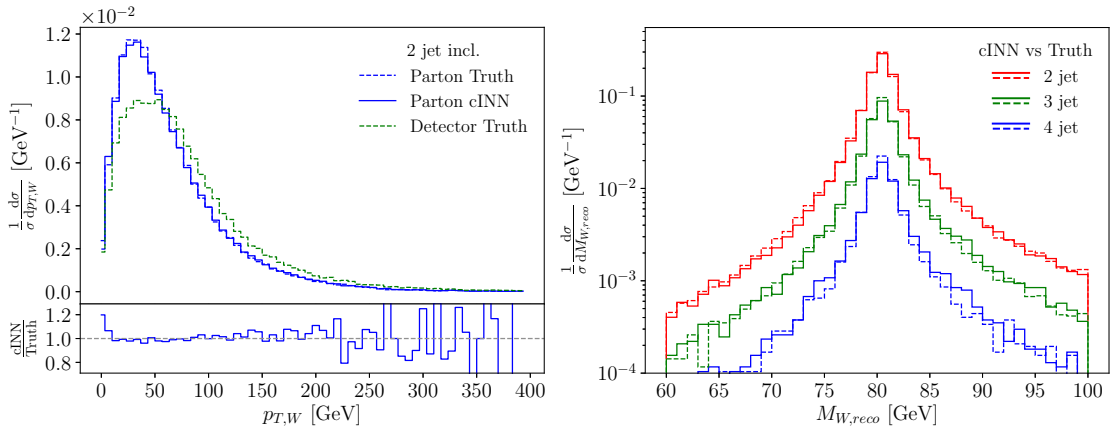 ×10⁻²
1.2
1.0
0.8
0.6
0.4
0.2
0.0
1/σ dσ/dp_{T,W} [GeV⁻¹]
2 jet incl.
Parton Truth
Parton cINN
Detector Truth
1.2
1.0
0.8
cINN/Truth
0 50 100 150 200 250 300 350 400
p_{T,W} [GeV]
10⁻¹
10⁻²
10⁻³
10⁻⁴
1/σ dσ/dM_{W,reco} [GeV⁻¹]
cINN vs Truth
2 jet
3 jet
4 jet
60 65 70 75 80 85 90 95 100
M_{W,reco} [GeV]